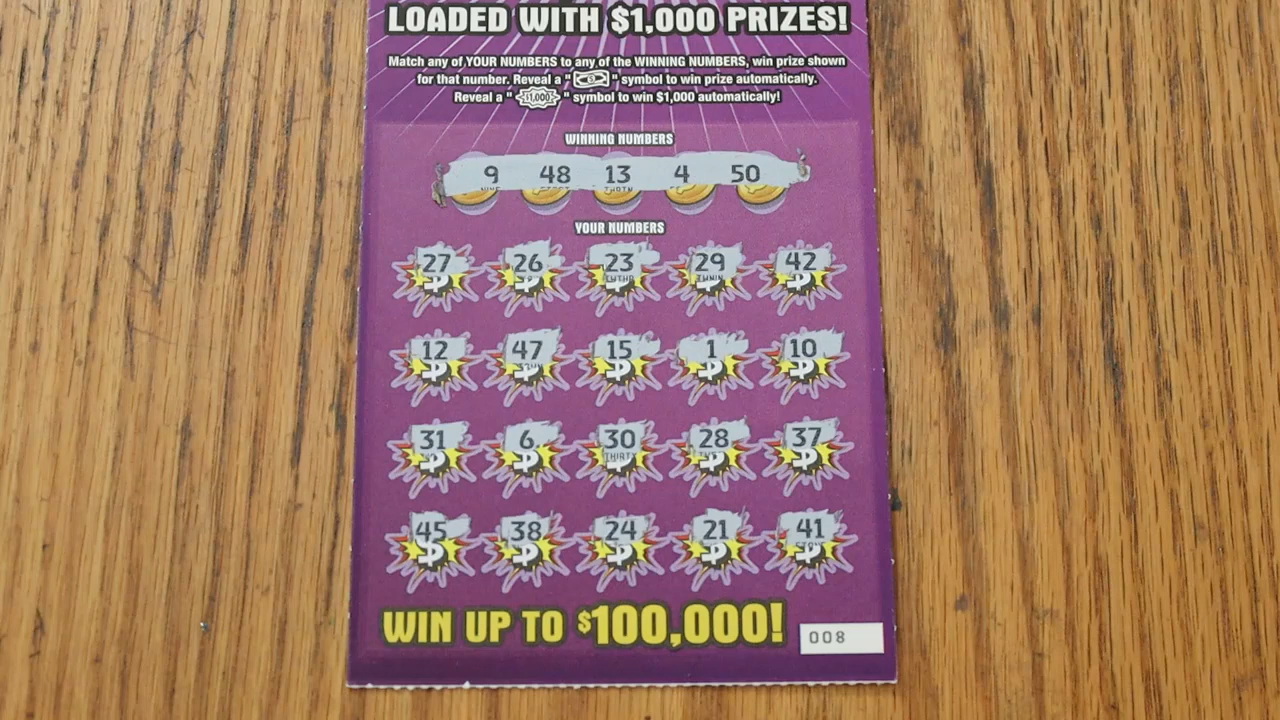 LOADED WITH $1,000 PRIZES!
Match any of YOUR NUMBERS to any of the WINNING NUMBERS, win prize shown
for that number. Reveal a " " symbol to win prize automatically.
Reveal a " $1,000 " symbol to win $1,000 automatically!
WINNING NUMBERS
9 48 13 4 50
YOUR NUMBERS
27 26 23 29 42
12 47 15 1 10
31 6 30 28 37
THIRTY
45 38 24 21 41
WIN UP TO $100,000!
008